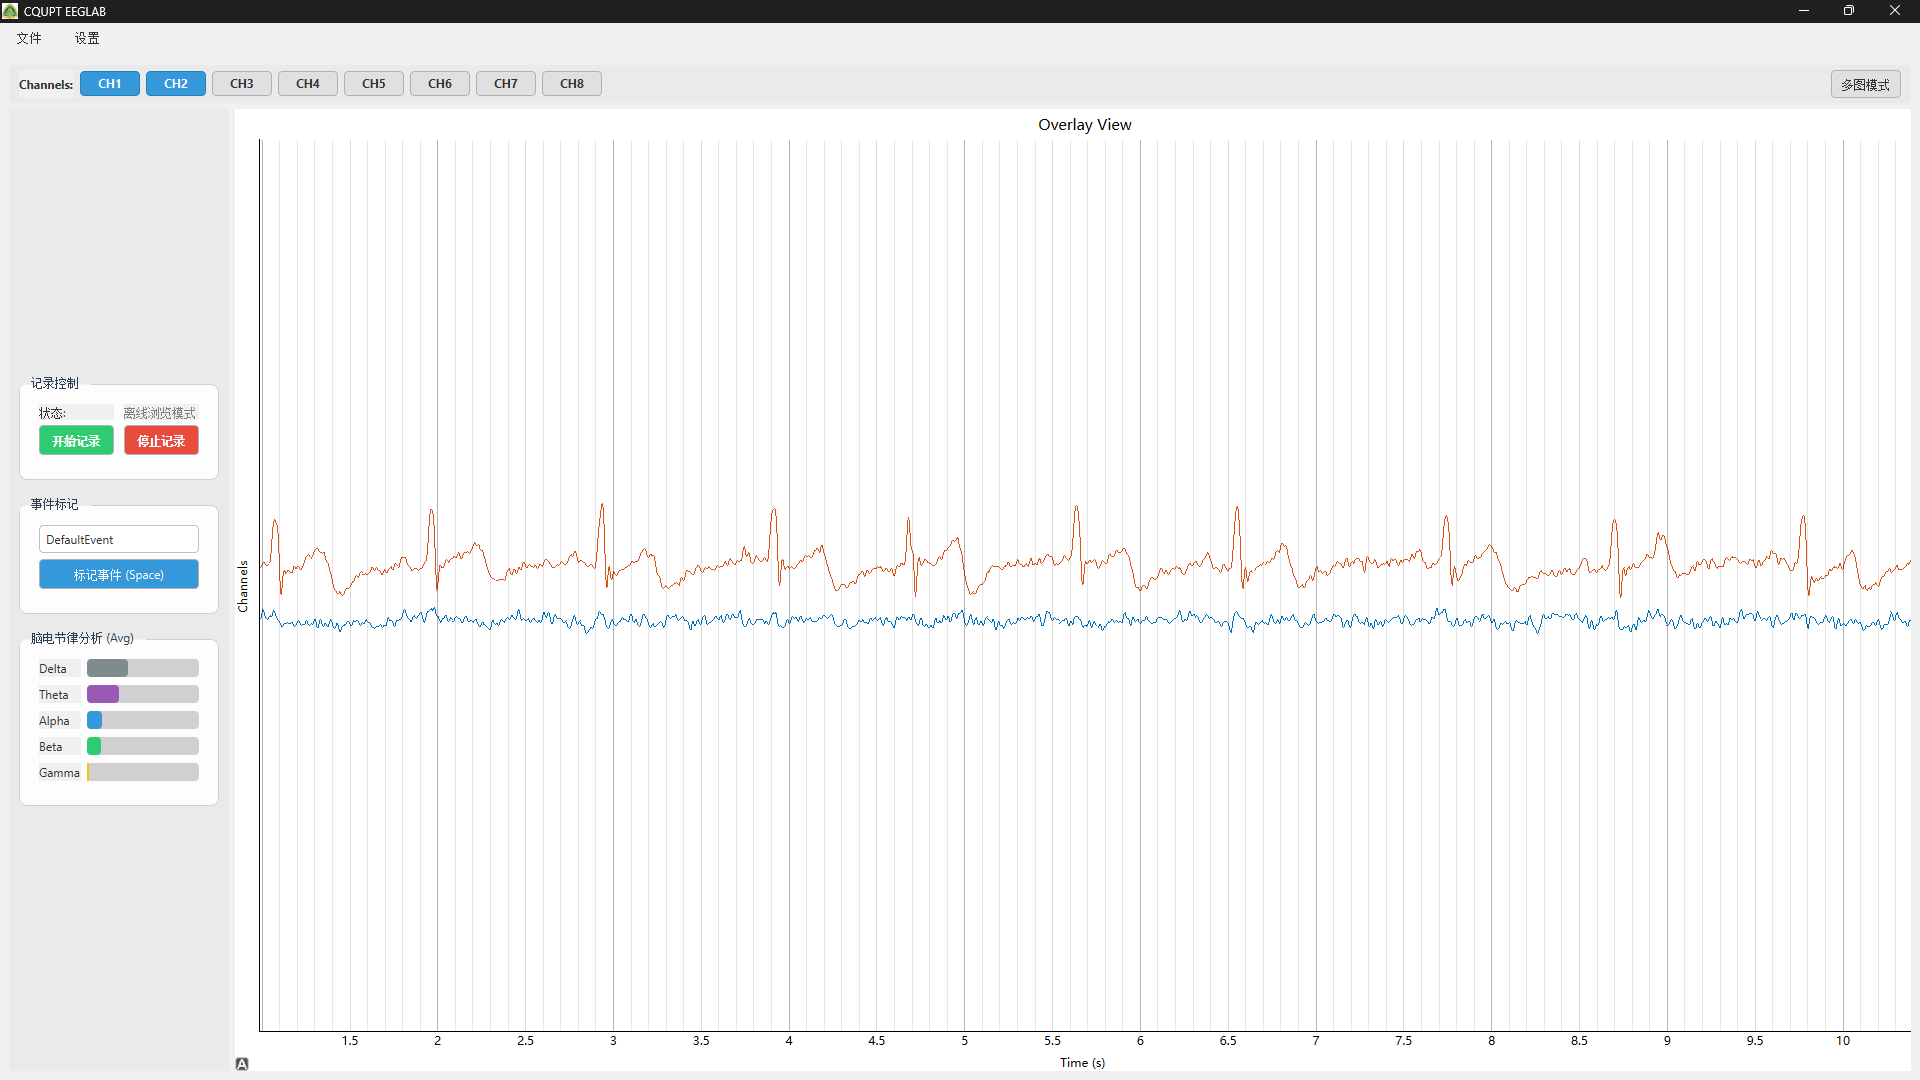 CQUPT EEGLAB
文件 设置
Channels: CH1 CH2 CH3 CH4 CH5 CH6 CH7 CH8 多图模式
Overlay View
记录控制
状态: 离线浏览模式
开始记录 停止记录
事件标记
DefaultEvent
标记事件 (Space)
脑电节律分析 (Avg)
Delta
Theta
Alpha
Beta
Gamma
Channels
1.5 2 2.5 3 3.5 4 4.5 5 5.5 6 6.5 7 7.5 8 8.5 9 9.5 10
Time (s)
A